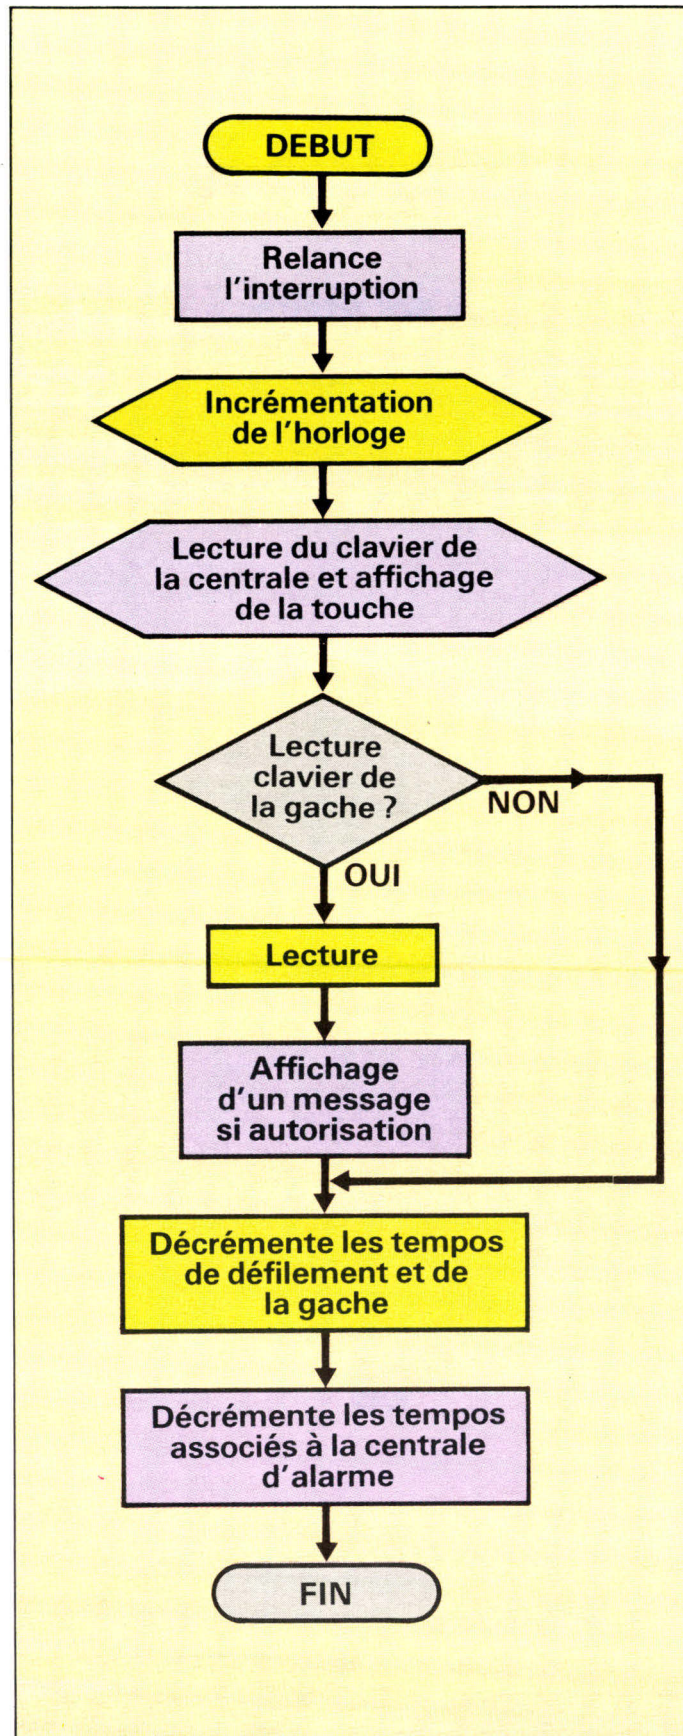 DEBUT
Relance
l'interruption
Incrémentation
de l'horloge
Lecture du clavier de
la centrale et affichage
de la touche
Lecture
clavier de
la gache ?
NON
OUI
Lecture
Affichage
d'un message
si autorisation
Décrémente les tempos
de défilement et de
la gache
Décrémente les tempos
associés à la centrale
d'alarme
FIN